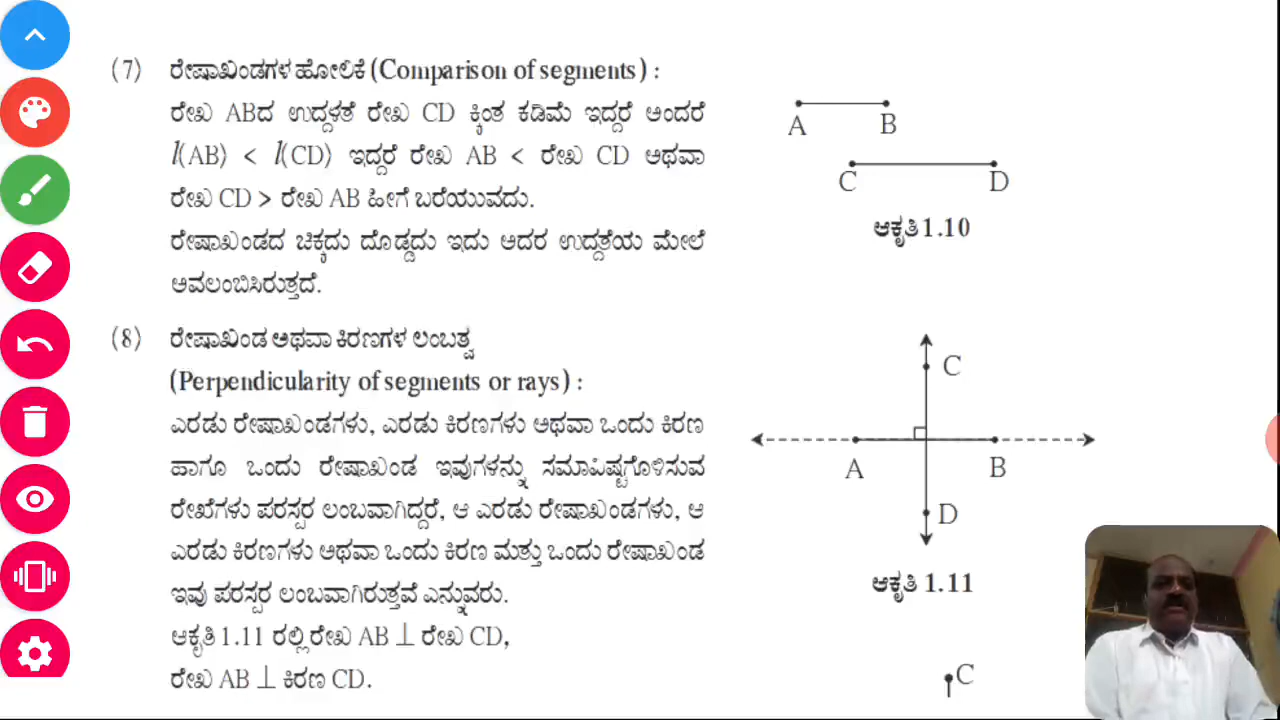 (7) ರೇಷಾಖಂಡಗಳ ಹೋಲಿಕೆ (Comparison of segments) :
ರೇಖ ABದ ಉದ್ದಳತೆ ರೇಖ CD ಕ್ಕಿಂತ ಕಡಿಮೆ ಇದ್ದರೆ ಅಂದರೆ
l(AB) < l(CD) ಇದ್ದರೆ ರೇಖ AB < ರೇಖ CD ಅಥವಾ
ರೇಖ CD > ರೇಖ AB ಹೀಗೆ ಬರೆಯುವದು.
ರೇಷಾಖಂಡದ ಚಿಕ್ಕದು ದೊಡ್ಡದು ಇದು ಅದರ ಉದ್ದತೆಯ ಮೇಲೆ
ಅವಲಂಬಿಸಿರುತ್ತದೆ.
A B
C D
ಆಕೃತಿ 1.10
(8) ರೇಷಾಖಂಡ ಅಥವಾ ಕಿರಣಗಳ ಲಂಬತ್ವ
(Perpendicularity of segments or rays) :
ಎರಡು ರೇಷಾಖಂಡಗಳು, ಎರಡು ಕಿರಣಗಳು ಅಥವಾ ಒಂದು ಕಿರಣ
ಹಾಗೂ ಒಂದು ರೇಷಾಖಂಡ ಇವುಗಳನ್ನು ಸಮಾವಿಷ್ಟಗೊಳಿಸುವ
ರೇಖೆಗಳು ಪರಸ್ಪರ ಲಂಬವಾಗಿದ್ದರೆ, ಆ ಎರಡು ರೇಷಾಖಂಡಗಳು, ಆ
ಎರಡು ಕಿರಣಗಳು ಅಥವಾ ಒಂದು ಕಿರಣ ಮತ್ತು ಒಂದು ರೇಷಾಖಂಡ
ಇವು ಪರಸ್ಪರ ಲಂಬವಾಗಿರುತ್ತವೆ ಎನ್ನುವರು.
ಆಕೃತಿ 1.11 ರಲ್ಲಿ ರೇಖ AB ⊥ ರೇಖ CD,
ರೇಖ AB ⊥ ಕಿರಣ CD.
C
A B
D
ಆಕೃತಿ 1.11
C